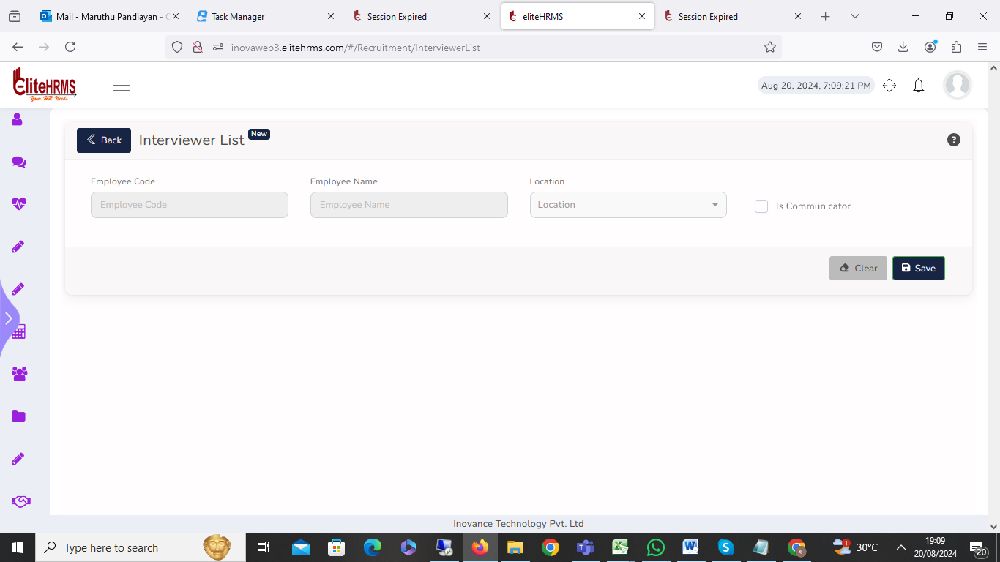 Mail - Maruthu Pandiayan - Task Manager Session Expired eliteHRMS Session Expired
inovaweb3.elitehrms.com/#/Recruitment/InterviewerList
EliteHRMS
Your HR Needs
Aug 20, 2024, 7:09:21 PM
Back Interviewer List New
Employee Code Employee Name Location
Employee Code Employee Name Location Is Communicator
Clear Save
Inovance Technology Pvt. Ltd
Type here to search 30°C 19:09
20/08/2024 20